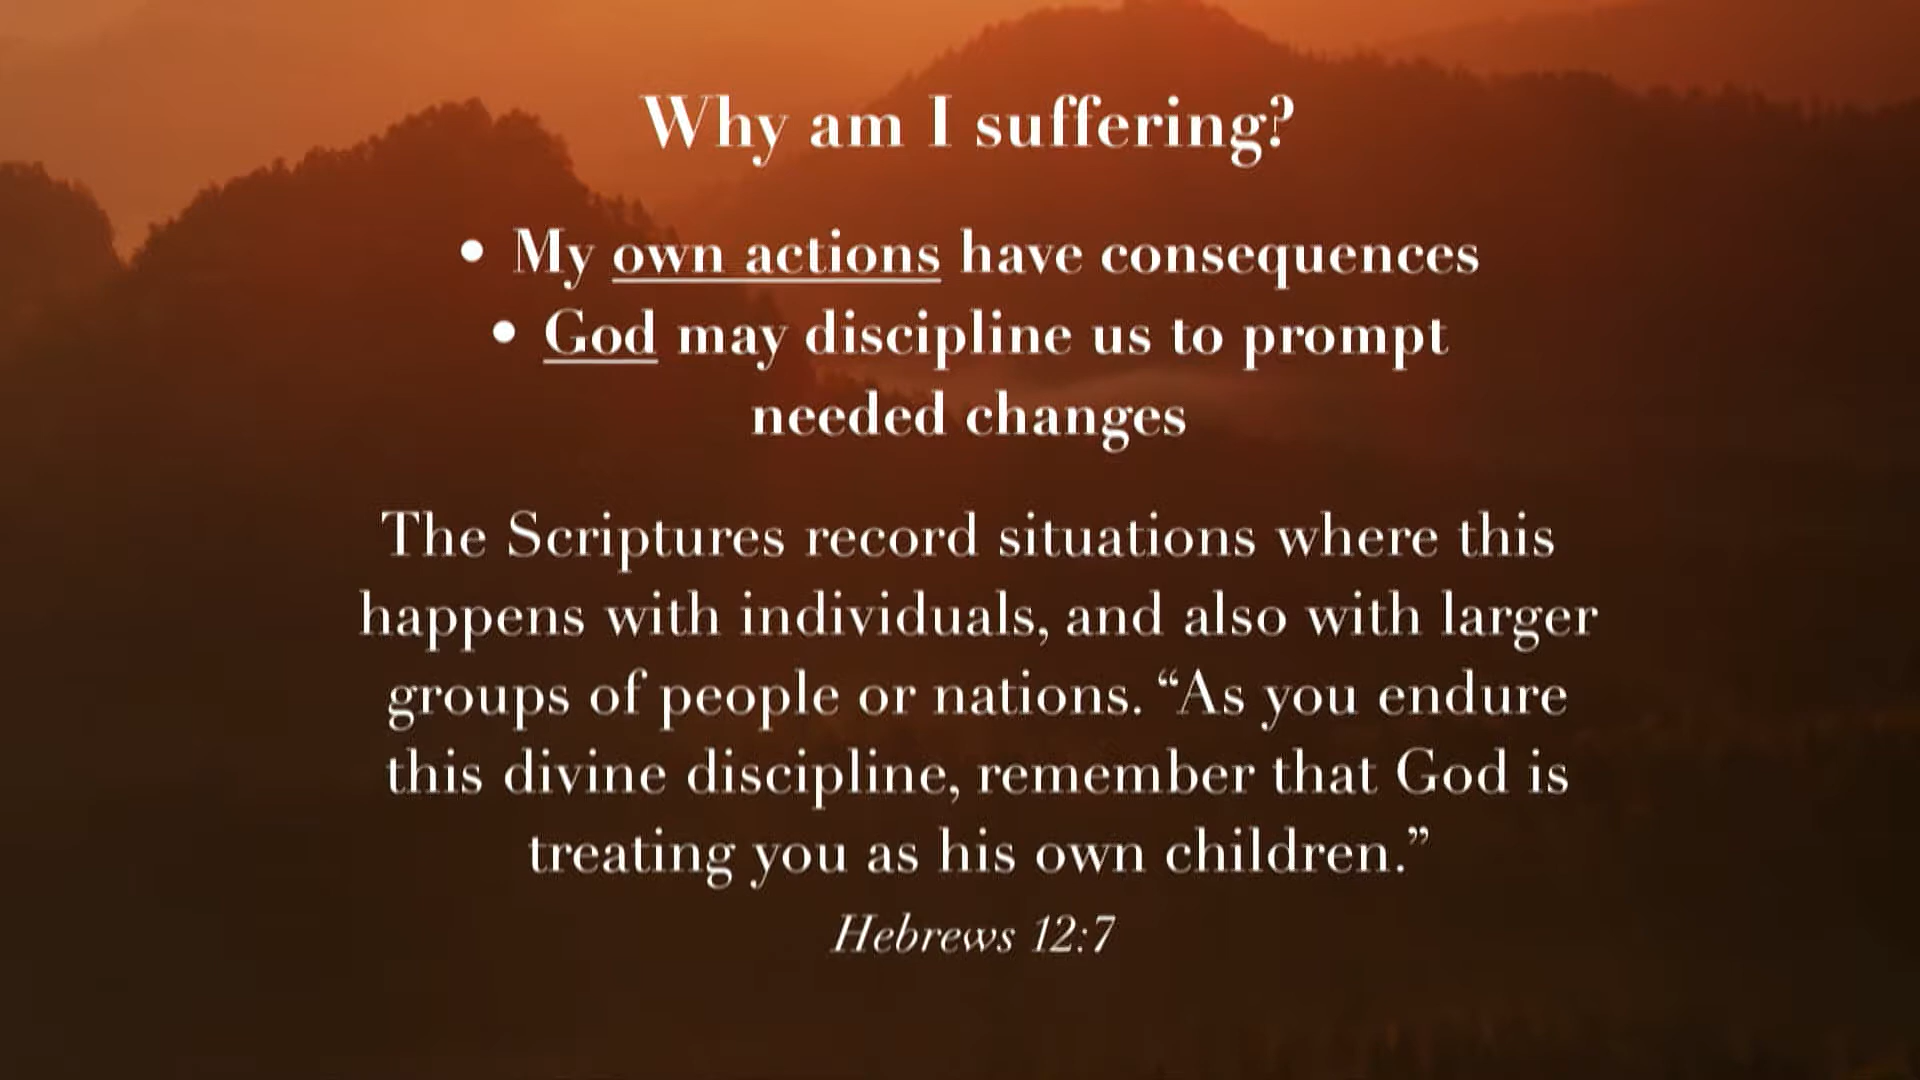 Why am I suffering?
• My own actions have consequences
• God may discipline us to prompt
needed changes
The Scriptures record situations where this
happens with individuals, and also with larger
groups of people or nations. “As you endure
this divine discipline, remember that God is
treating you as his own children.”
Hebrews 12:7